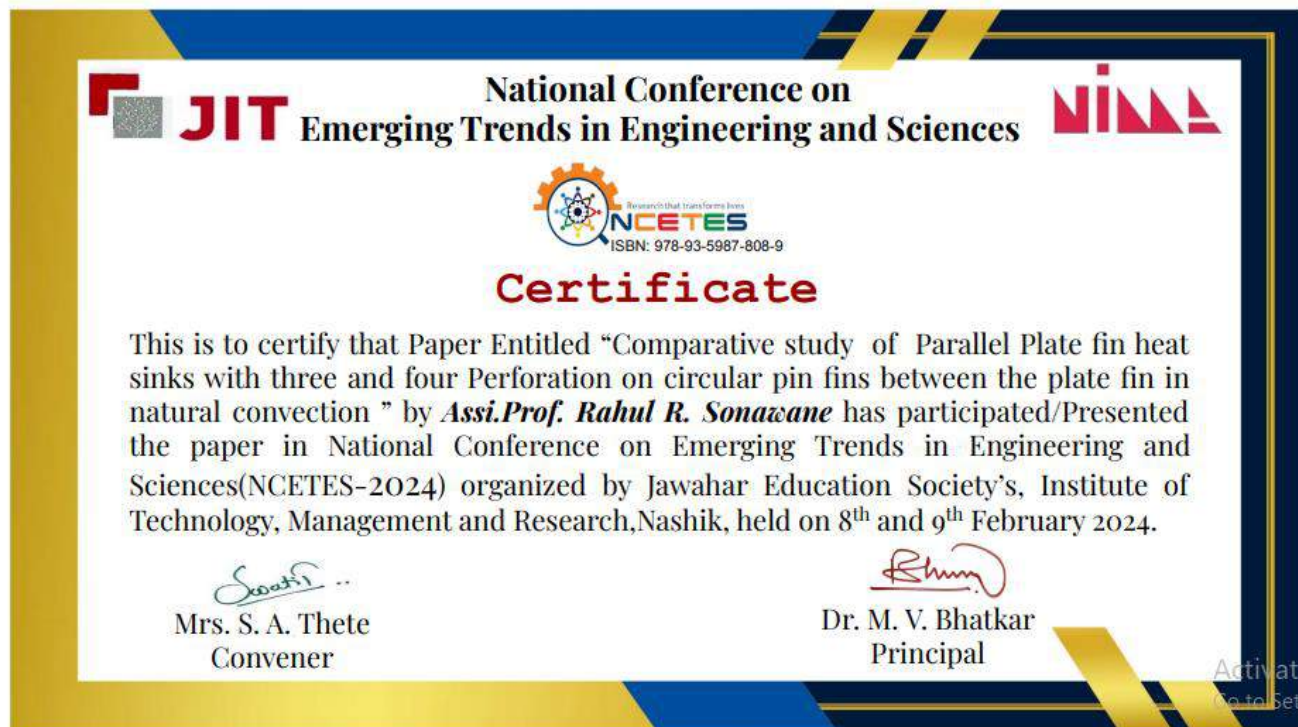 National Conference on
JIT Emerging Trends in Engineering and Sciences
NIMA
Research that transforms lives
NCETES
ISBN: 978-93-5987-808-9
Certificate
This is to certify that Paper Entitled “Comparative study of Parallel Plate fin heat
sinks with three and four Perforation on circular pin fins between the plate fin in
natural convection ” by Assi.Prof. Rahul R. Sonawane has participated/Presented
the paper in National Conference on Emerging Trends in Engineering and
Sciences(NCETES-2024) organized by Jawahar Education Society’s, Institute of
Technology, Management and Research,Nashik, held on 8th and 9th February 2024.
Mrs. S. A. Thete
Convener
Dr. M. V. Bhatkar
Principal
Activat
Go to Set